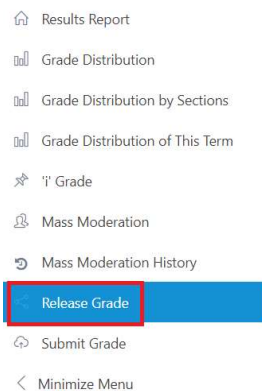 Results Report
Grade Distribution
Grade Distribution by Sections
Grade Distribution of This Term
'i' Grade
Mass Moderation
Mass Moderation History
Release Grade
Submit Grade
Minimize Menu